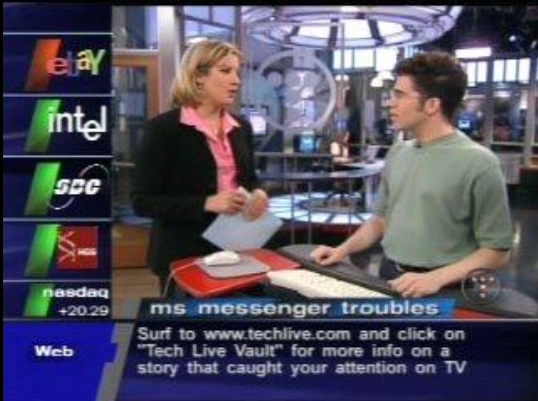 ebaY
intel
SBC
HGS
nasdaq
+20.29
ms messenger troubles
Web
Surf to www.techlive.com and click on
"Tech Live Vault" for more info on a
story that caught your attention on TV